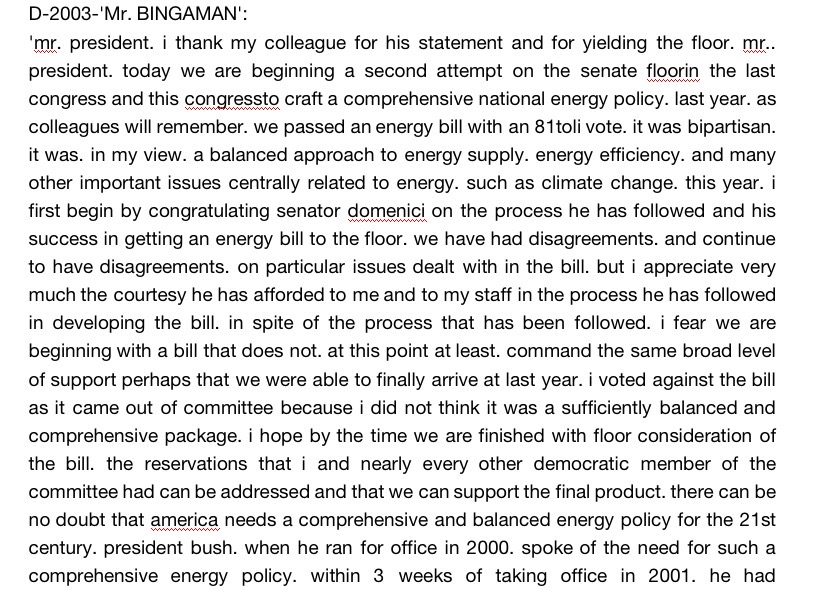 D-2003-'Mr. BINGAMAN':
'mr. president. i thank my colleague for his statement and for yielding the floor. mr..
president. today we are beginning a second attempt on the senate floorin the last
congress and this congressto craft a comprehensive national energy policy. last year. as
colleagues will remember. we passed an energy bill with an 81toli vote. it was bipartisan.
it was. in my view. a balanced approach to energy supply. energy efficiency. and many
other important issues centrally related to energy. such as climate change. this year. i
first begin by congratulating senator domenici on the process he has followed and his
success in getting an energy bill to the floor. we have had disagreements. and continue
to have disagreements. on particular issues dealt with in the bill. but i appreciate very
much the courtesy he has afforded to me and to my staff in the process he has followed
in developing the bill. in spite of the process that has been followed. i fear we are
beginning with a bill that does not. at this point at least. command the same broad level
of support perhaps that we were able to finally arrive at last year. i voted against the bill
as it came out of committee because i did not think it was a sufficiently balanced and
comprehensive package. i hope by the time we are finished with floor consideration of
the bill. the reservations that i and nearly every other democratic member of the
committee had can be addressed and that we can support the final product. there can be
no doubt that america needs a comprehensive and balanced energy policy for the 21st
century. president bush. when he ran for office in 2000. spoke of the need for such a
comprehensive energy policy. within 3 weeks of taking office in 2001. he had